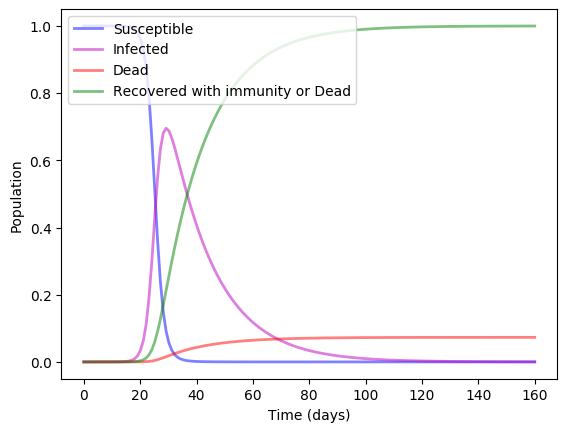 Susceptible
Infected
Dead
Recovered with immunity or Dead
Population
1.0
0.8
0.6
0.4
0.2
0.0
0 20 40 60 80 100 120 140 160
Time (days)